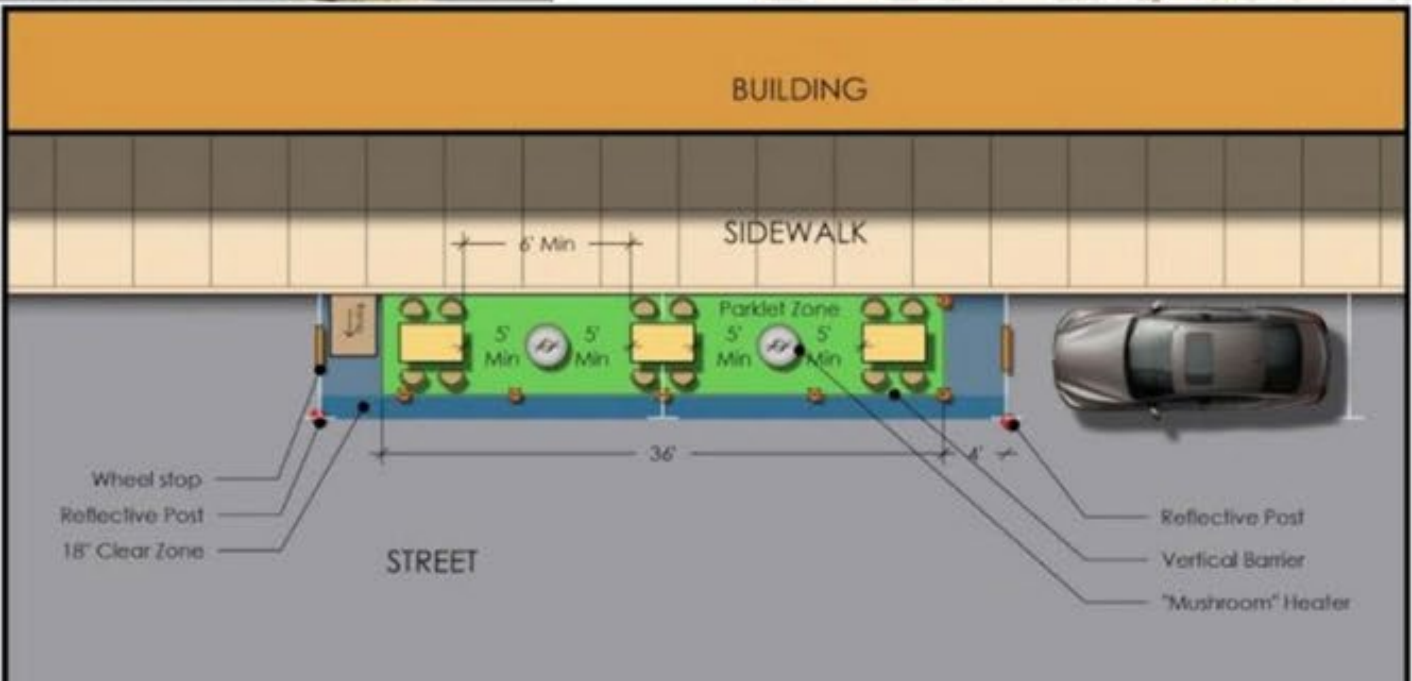 BUILDING
SIDEWALK
6' Min
Parklet Zone
5'
Min
5'
Min
5'
Min
5'
Min
36'
4'
Wheel stop
Reflective Post
18" Clear Zone
STREET
Reflective Post
Vertical Barrier
"Mushroom" Heater